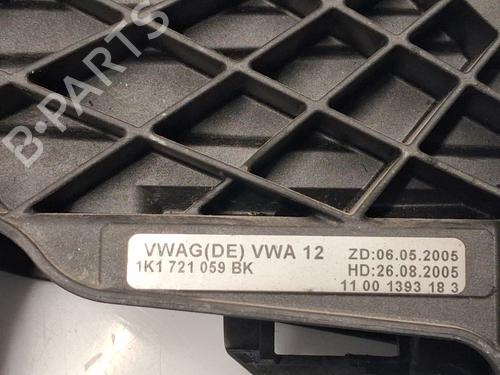 B-PARTS
VWAG(DE) VWA 12
1K1 721 059 BK
ZD:06.05.2005
HD:26.08.2005
11 00 1393 18 3